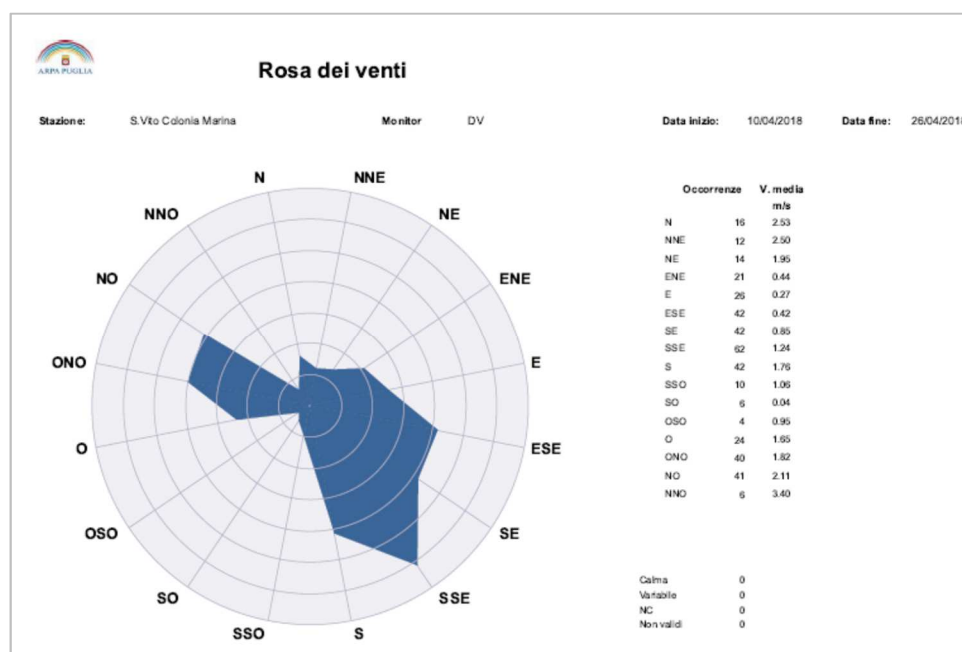 ARPA PUGLIA
Rosa dei venti
Stazione: S.Vito Colonia Marina Monitor DV Data inizio: 10/04/2018 Data fine: 26/04/2018
N NNE
NNO NE
NO ENE
ONO E
O ESE
OSO SE
SO SSE
SSO S
Occorrenze V. media
m/s
N 16 2.53
NNE 12 2.50
NE 14 1.95
ENE 21 0.44
E 26 0.27
ESE 42 0.42
SE 42 0.85
SSE 62 1.24
S 42 1.76
SSO 10 1.06
SO 6 0.04
OSO 4 0.95
O 24 1.65
ONO 40 1.82
NO 41 2.11
NNO 6 3.40
Calma 0
Variabile 0
NC 0
Non validi 0